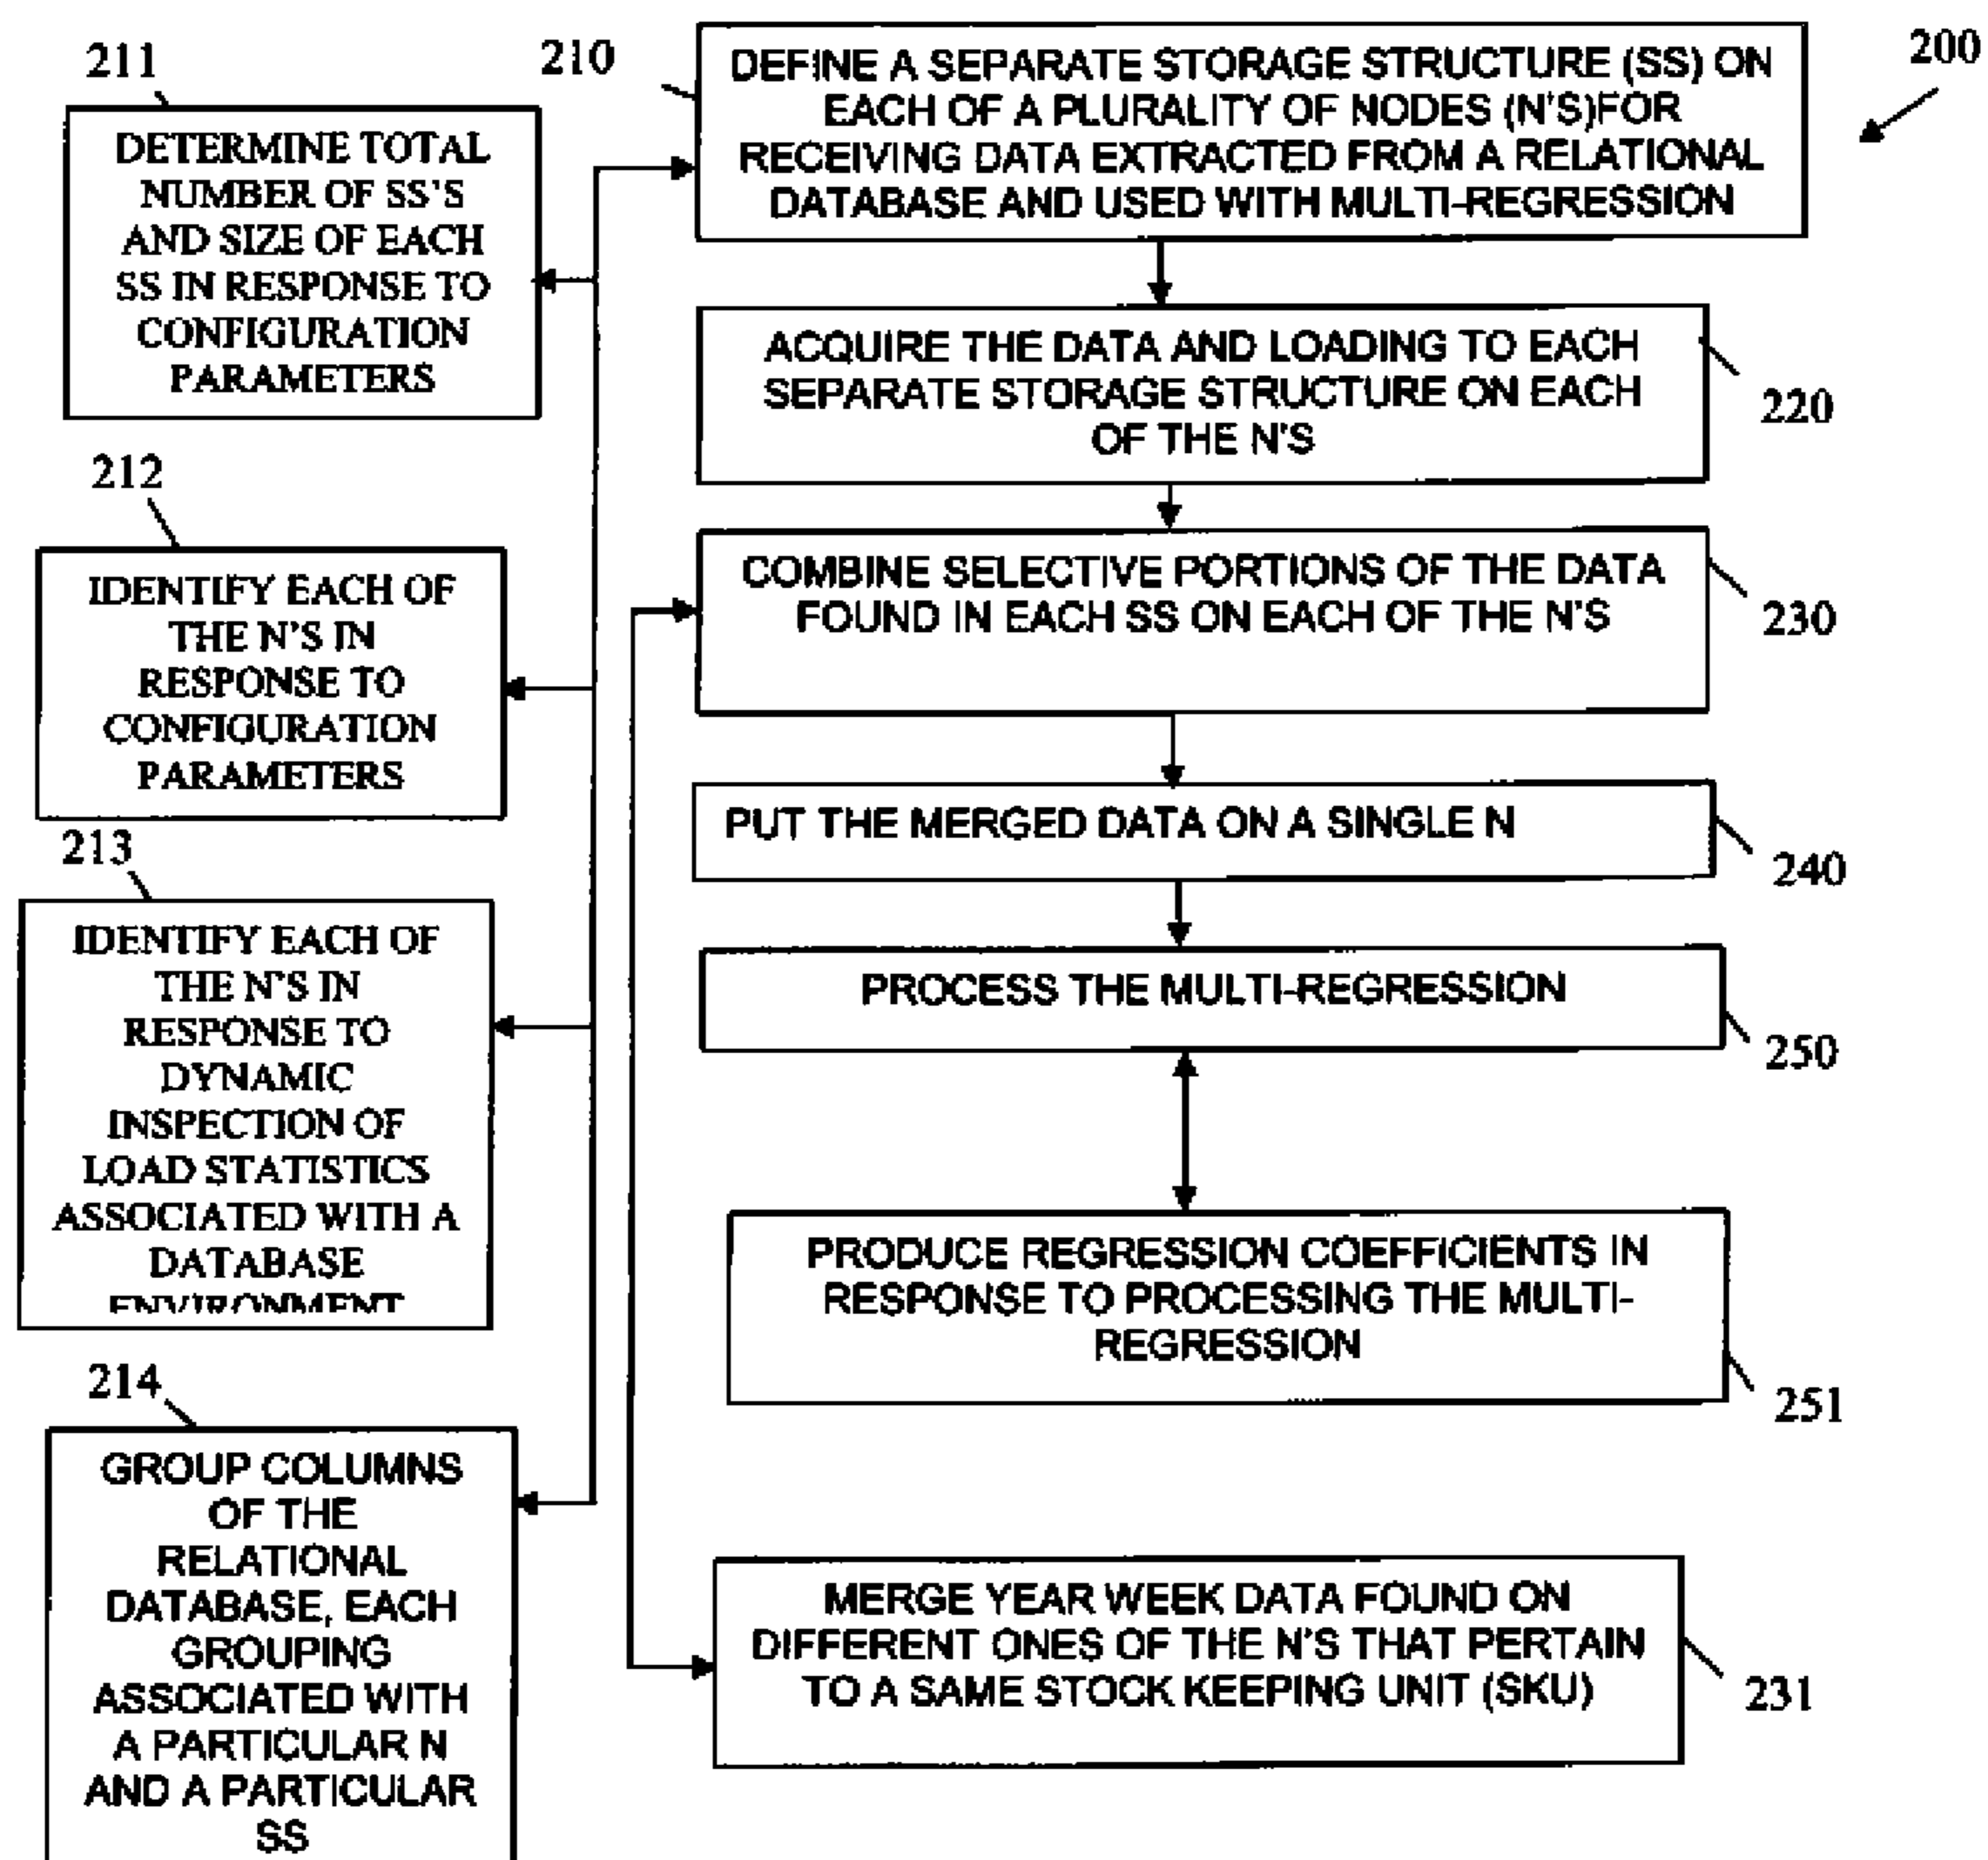 200
210
DEFINE A SEPARATE STORAGE STRUCTURE (SS) ON
EACH OF A PLURALITY OF NODES (N'S)FOR
RECEIVING DATA EXTRACTED FROM A RELATIONAL
DATABASE AND USED WITH MULTI-REGRESSION
211
DETERMINE TOTAL
NUMBER OF SS'S
AND SIZE OF EACH
SS IN RESPONSE TO
CONFIGURATION
PARAMETERS
212
IDENTIFY EACH OF
THE N'S IN
RESPONSE TO
CONFIGURATION
PARAMETERS
213
IDENTIFY EACH OF
THE N'S IN
RESPONSE TO
DYNAMIC
INSPECTION OF
LOAD STATISTICS
ASSOCIATED WITH A
DATABASE
ENVIRONMENT
214
GROUP COLUMNS
OF THE
RELATIONAL
DATABASE, EACH
GROUPING
ASSOCIATED WITH
A PARTICULAR N
AND A PARTICULAR
SS
ACQUIRE THE DATA AND LOADING TO EACH
SEPARATE STORAGE STRUCTURE ON EACH
OF THE N'S
220
COMBINE SELECTIVE PORTIONS OF THE DATA
FOUND IN EACH SS ON EACH OF THE N'S
230
PUT THE MERGED DATA ON A SINGLE N
240
PROCESS THE MULTI-REGRESSION
250
PRODUCE REGRESSION COEFFICIENTS IN
RESPONSE TO PROCESSING THE MULTI-
REGRESSION
251
MERGE YEAR WEEK DATA FOUND ON
DIFFERENT ONES OF THE N'S THAT PERTAIN
TO A SAME STOCK KEEPING UNIT (SKU)
231